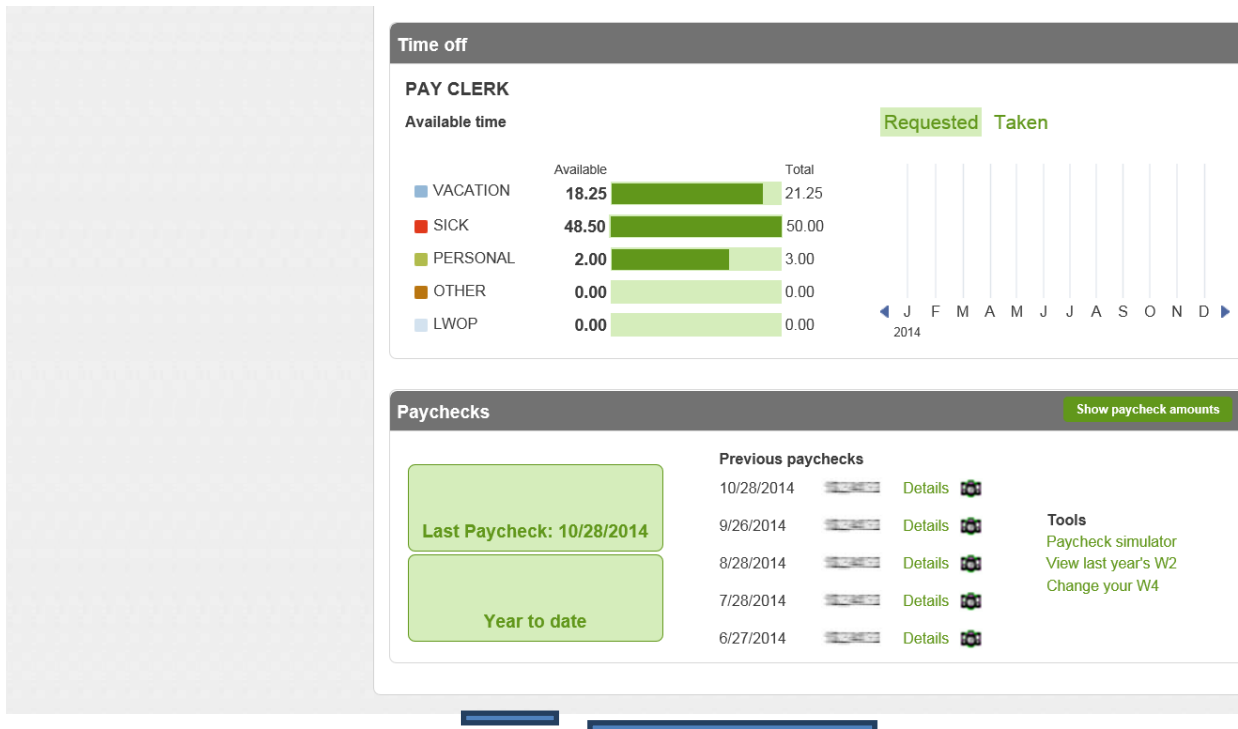 Time off
PAY CLERK
Available time
Requested Taken
Available Total
VACATION 18.25 21.25
SICK 48.50 50.00
PERSONAL 2.00 3.00
OTHER 0.00 0.00
LWOP 0.00 0.00
J F M A M J J A S O N D
2014
Paychecks
Show paycheck amounts
Last Paycheck: 10/28/2014
Year to date
Previous paychecks
10/28/2014 Details
9/26/2014 Details
8/28/2014 Details
7/28/2014 Details
6/27/2014 Details
Tools
Paycheck simulator
View last year's W2
Change your W4